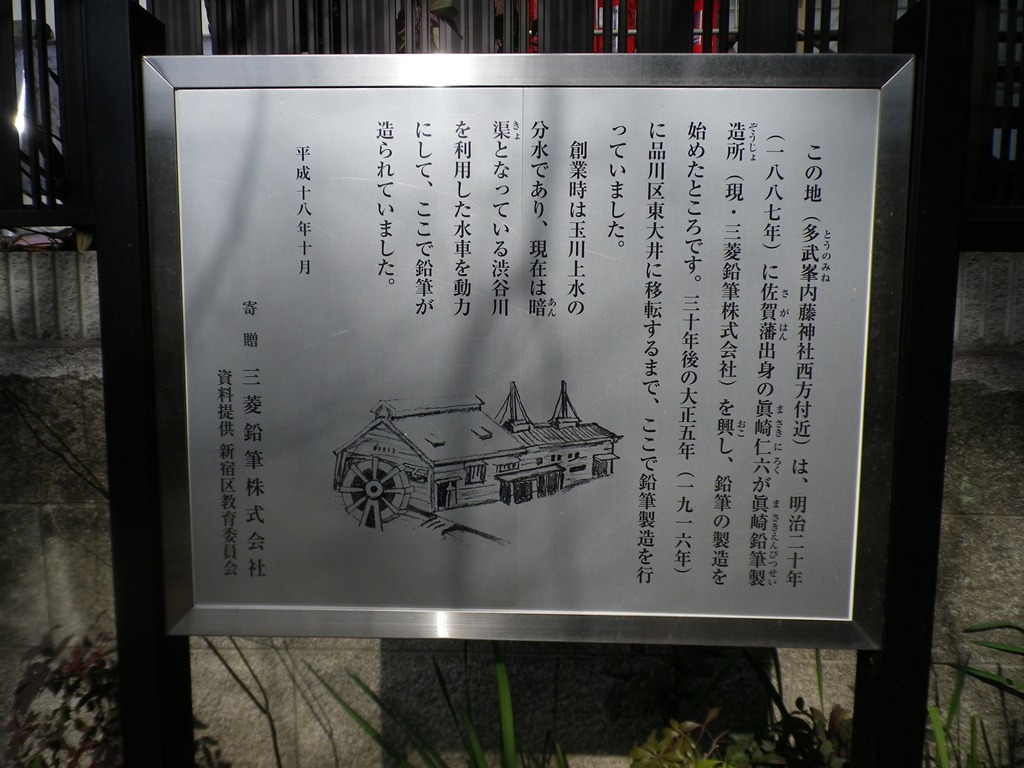 この地（多武峯内藤神社西方付近）は、明治二十年
（一八八七年）に佐賀藩出身の眞崎仁六が眞崎鉛筆製
造所（現・三菱鉛筆株式会社）を興し、鉛筆の製造を
始めたところです。三十年後の大正五年（一九一六年）
に品川区東大井に移転するまで、ここで鉛筆製造を行
っていました。
創業時は玉川上水の
分水であり、現在は暗
渠となっている渋谷川
を利用した水車を動力
にして、ここで鉛筆が
造られていました。
平成十八年十月
寄贈 三菱鉛筆株式会社
資料提供 新宿区教育委員会